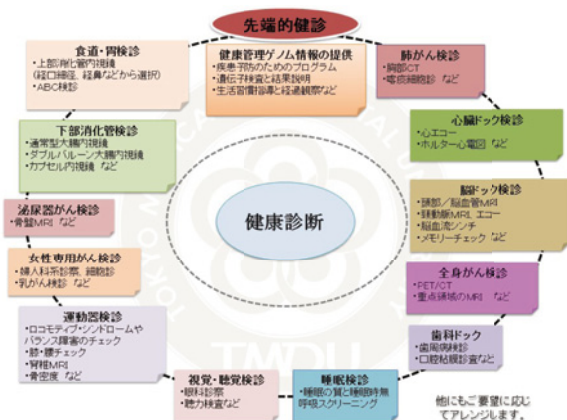 先端的健診
食道・胃検診
・上部消化管内視鏡
(経口細径、経鼻などから選択)
・ABC検診
健康管理ゲノム情報の提供
・疾患予防のためのプログラム
・遺伝子検査と結果説明
・生活習慣指導と経過観察など
肺がん検診
・胸部CT
・喀痰細胞診 など
下部消化管検診
・通常型大腸内視鏡
・ダブルバルーン大腸内視鏡
・カプセル内視鏡 など
心臓ドック検診
・心エコー
・ホルター心電図 など
泌尿器がん検診
・骨盤MRI など
健康診断
脳ドック検診
・頭部/脳血管MRI
・頸動脈MRI、エコー
・脳血流シンチ
・メモリーチェック など
女性専用がん検診
・婦人科系診察、細胞診
・乳がん検診 など
全身がん検診
・PET/CT
・重点領域のMRI など
運動器検診
・ロコモティブ・シンドロームや
バランス障害のチェック
・膝・腰チェック
・脊椎MRI
・骨密度 など
歯科ドック
・歯周病検診
・口腔粘膜診査など
視覚・聴覚検診
・眼科診察
・聴力検査など
睡眠検診
・睡眠の質と睡眠時無
呼吸スクリーニング
他にもご要望に応じ
てアレンジします。
TMDU